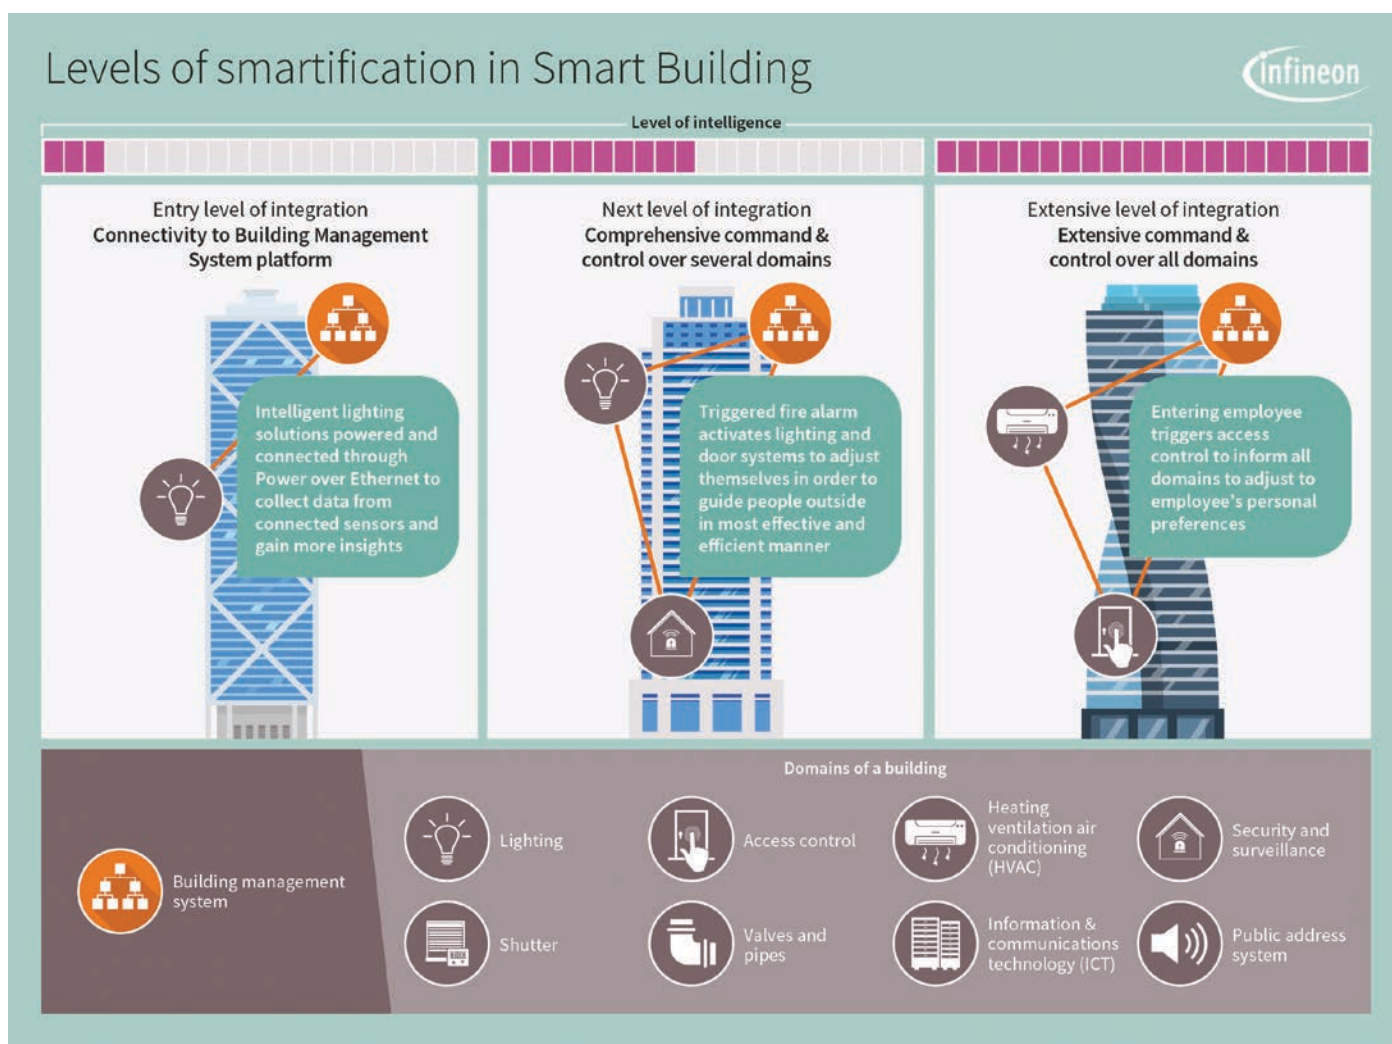 Levels of smartification in Smart Building
infineon
Level of intelligence
Entry level of integration
Connectivity to Building Management
System platform
Intelligent lighting
solutions powered and
connected through
Power over Ethernet to
collect data from
connected sensors and
gain more insights
Next level of integration
Comprehensive command &
control over several domains
Triggered fire alarm
activates lighting and
door systems to adjust
themselves in order to
guide people outside
in most effective and
efficient manner
Extensive level of integration
Extensive command &
control over all domains
Entering employee
triggers access
control to inform all
domains to adjust to
employee's personal
preferences
Building management
system
Domains of a building
Lighting
Access control
Heating
ventilation air
conditioning
(HVAC)
Security and
surveillance
Shutter
Valves and
pipes
Information &
communications
technology (ICT)
Public address
system